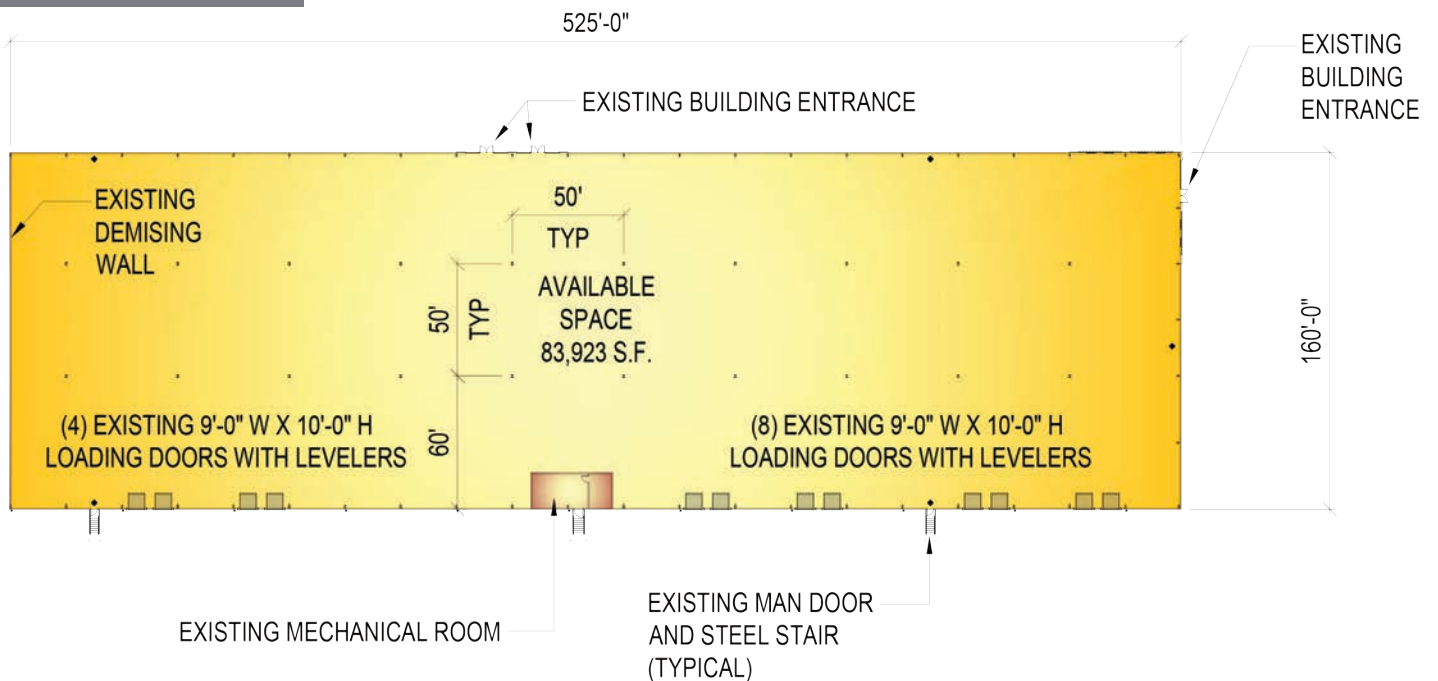 525'-0"
EXISTING
BUILDING
ENTRANCE
EXISTING BUILDING ENTRANCE
EXISTING
DEMISING
WALL
50'
TYP
50'
TYP
AVAILABLE
SPACE
83,923 S.F.
160'-0"
(4) EXISTING 9'-0" W X 10'-0" H
LOADING DOORS WITH LEVELERS
60'
(8) EXISTING 9'-0" W X 10'-0" H
LOADING DOORS WITH LEVELERS
EXISTING MECHANICAL ROOM
EXISTING MAN DOOR
AND STEEL STAIR
(TYPICAL)